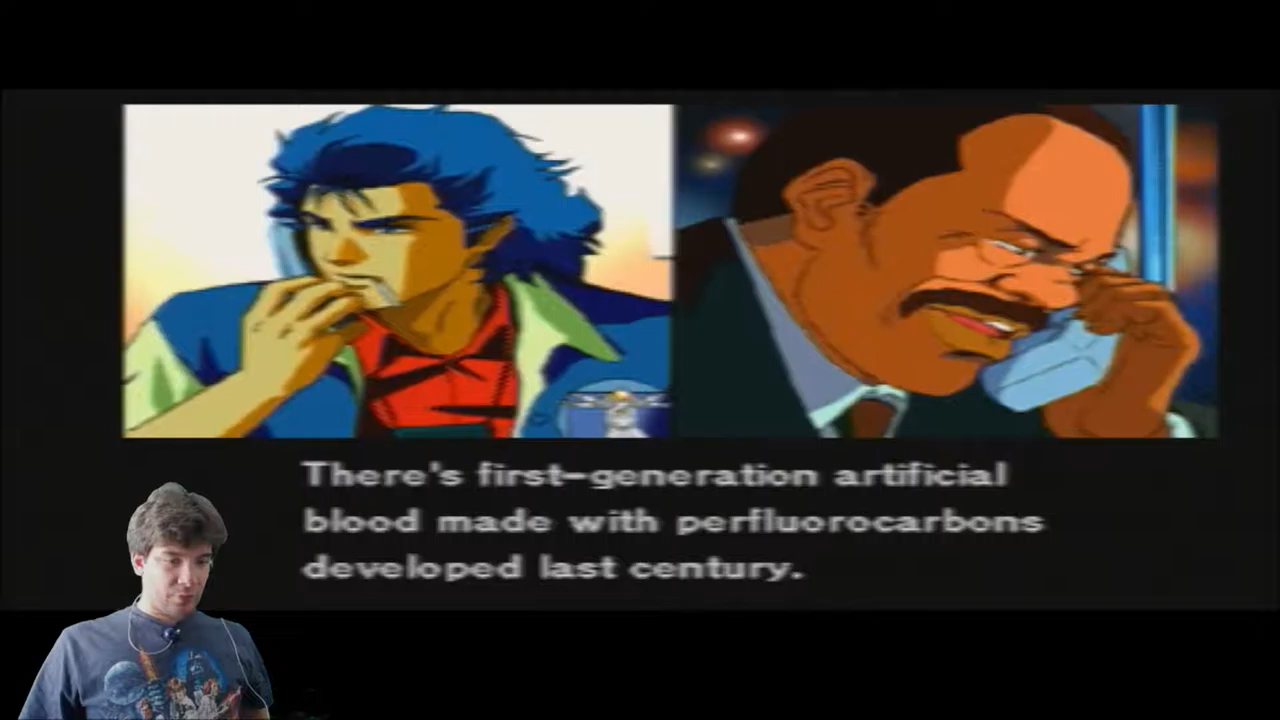 There's first-generation artificial
blood made with perfluorocarbons
developed last century.